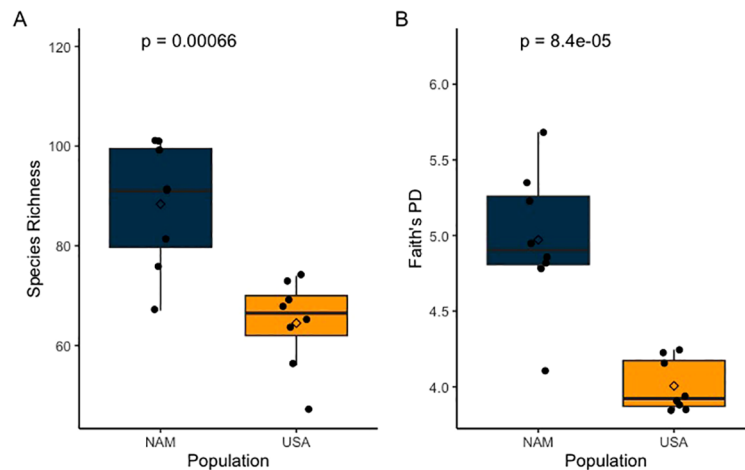 A
p = 0.00066
120
100
80
60
Species Richness
NAM
USA
Population
B
p = 8.4e-05
6.0
5.5
5.0
4.5
4.0
Faith's PD
NAM
USA
Population